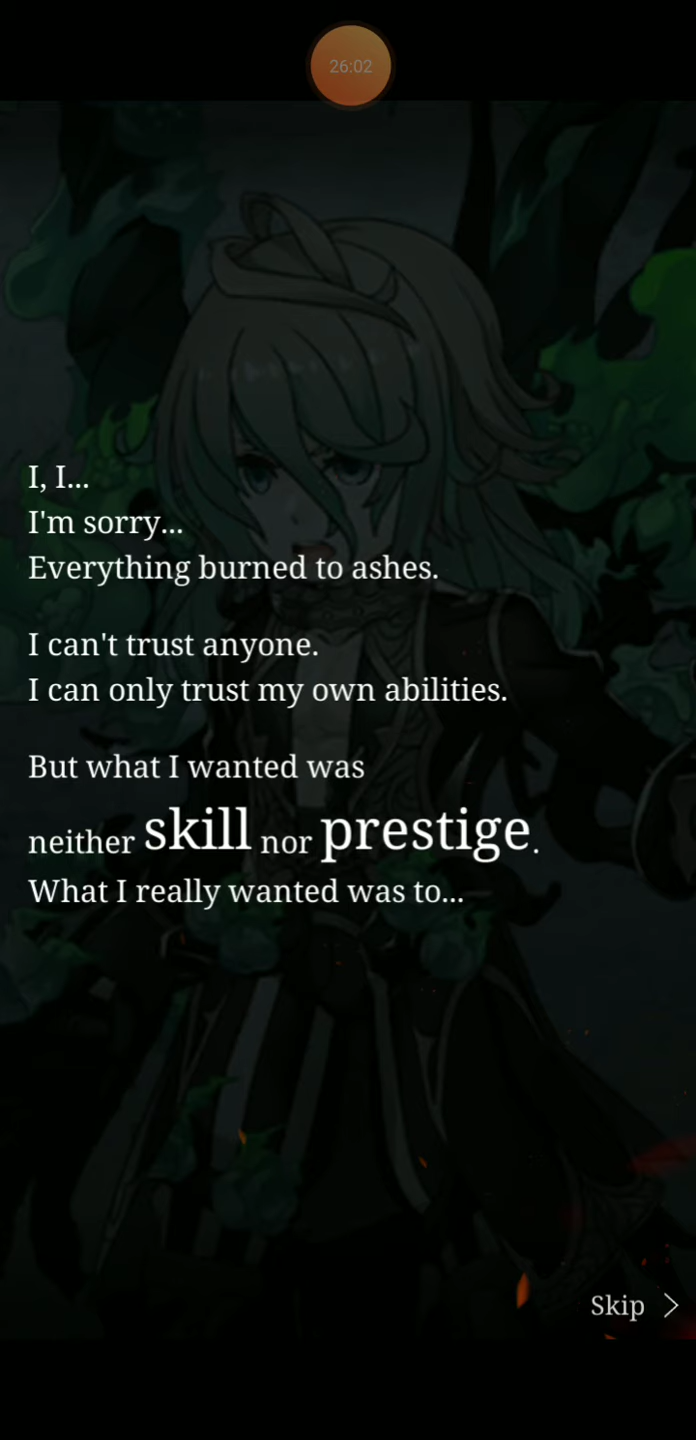 26:02
I, I...
I'm sorry...
Everything burned to ashes.
I can't trust anyone.
I can only trust my own abilities.
But what I wanted was
neither skill nor prestige.
What I really wanted was to...
Skip >